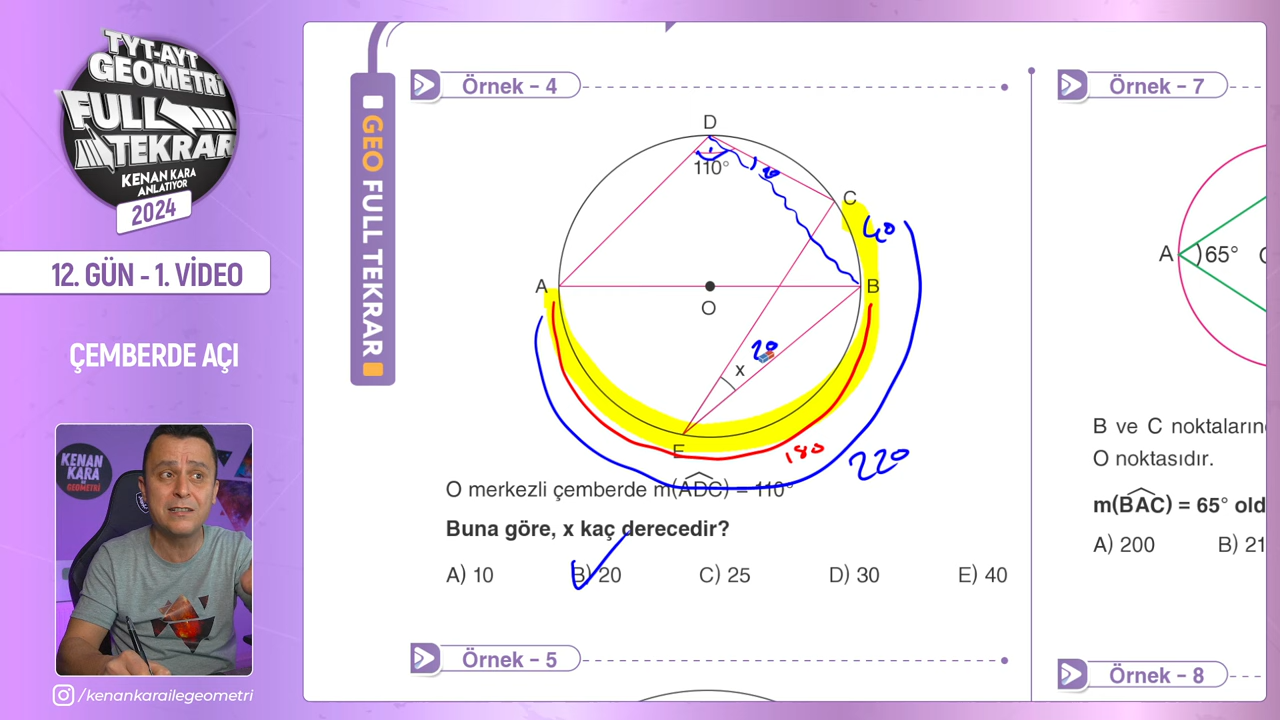 TYT-AYT
GEOMETRİ
FULL
TEKRAR
KENAN KARA
ANLATIYOR
2024
12. GÜN - 1. VİDEO
ÇEMBERDE AÇI
KENAN
KARA
GEOMETRİ
/kenankarailegeometri
GEO FULL TEKRAR
Örnek - 4
D
110°
C
40
A
B
O
20
x
E
180
220
O merkezli çemberde m(ADC) = 110°
Buna göre, x kaç derecedir?
A) 10 B) 20 C) 25 D) 30 E) 40
Örnek - 5
Örnek - 7
A 65°
B ve C noktaların
O noktasıdır.
m(BAC) = 65° old
A) 200 B) 21
Örnek - 8